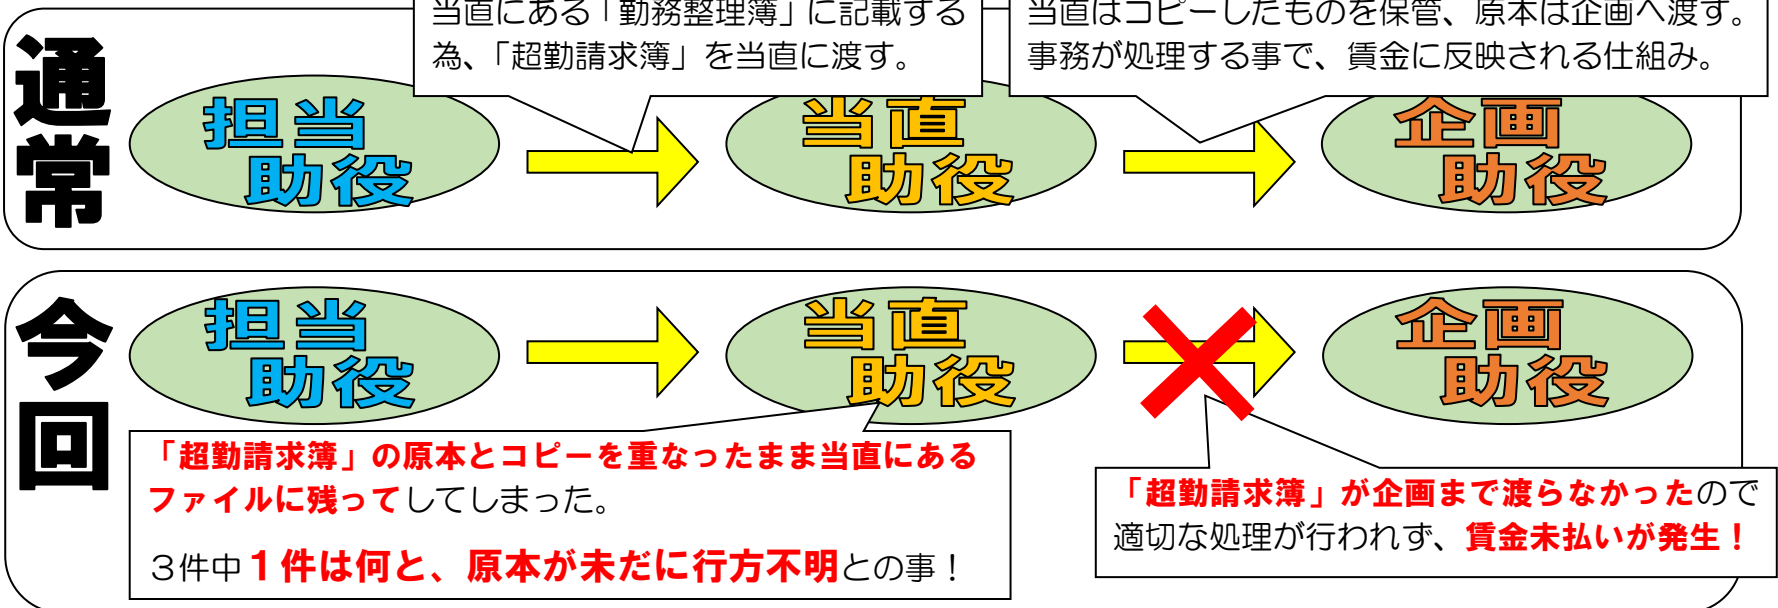 通常
当直にある「勤務整理簿」に記載する
為、「超勤請求簿」を当直に渡す。
当直はコピーしたものを保管、原本は企画へ渡す。
事務が処理する事で、賃金に反映される仕組み。
担当
助役
当直
助役
企画
助役
今回
担当
助役
当直
助役
企画
助役
「超勤請求簿」の原本とコピーを重なったまま当直にある
ファイルに残ってしてしまった。
３件中１件は何と、原本が未だに行方不明との事！
「超勤請求簿」が企画まで渡らなかったので
適切な処理が行われず、賃金未払いが発生！